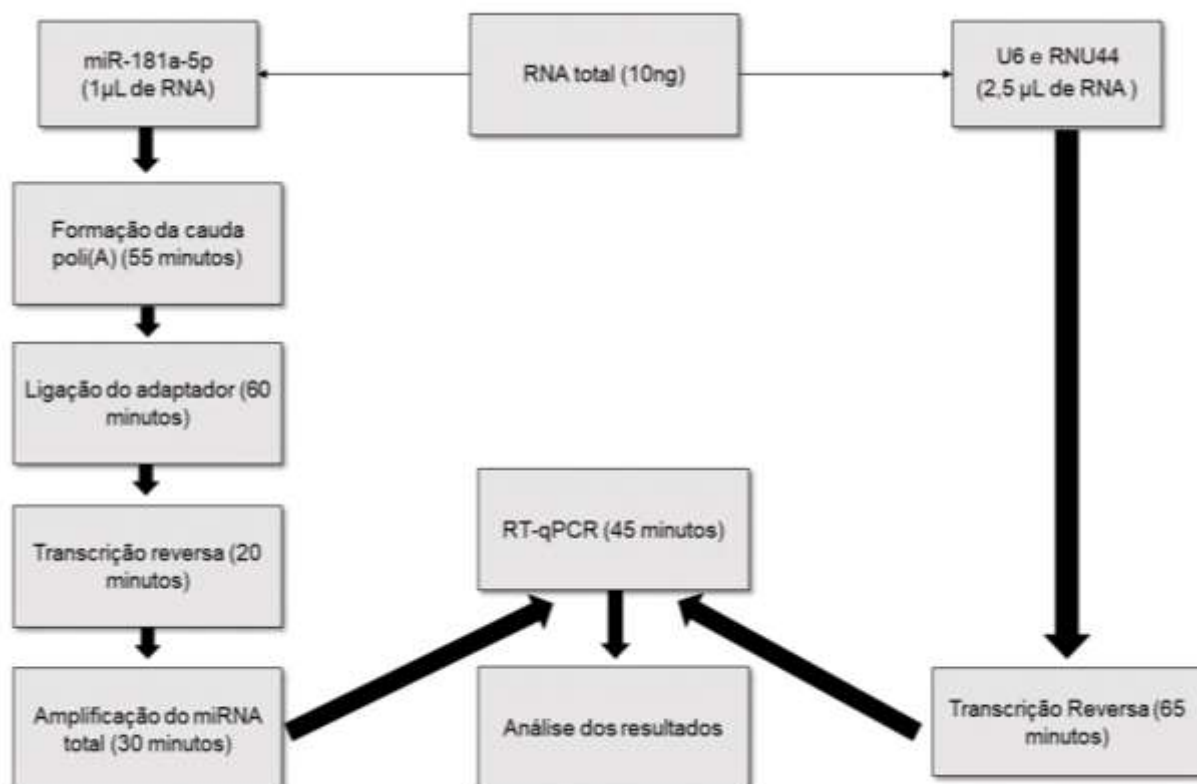 miR-181a-5p
(1µL de RNA)
RNA total (10ng)
U6 e RNU44
(2,5 µL de RNA )
Formação da cauda
poli(A) (55 minutos)
Ligação do adaptador (60
minutos)
Transcrição reversa (20
minutos)
Amplificação do miRNA
total (30 minutos)
RT-qPCR (45 minutos)
Análise dos resultados
Transcrição Reversa (65
minutos)